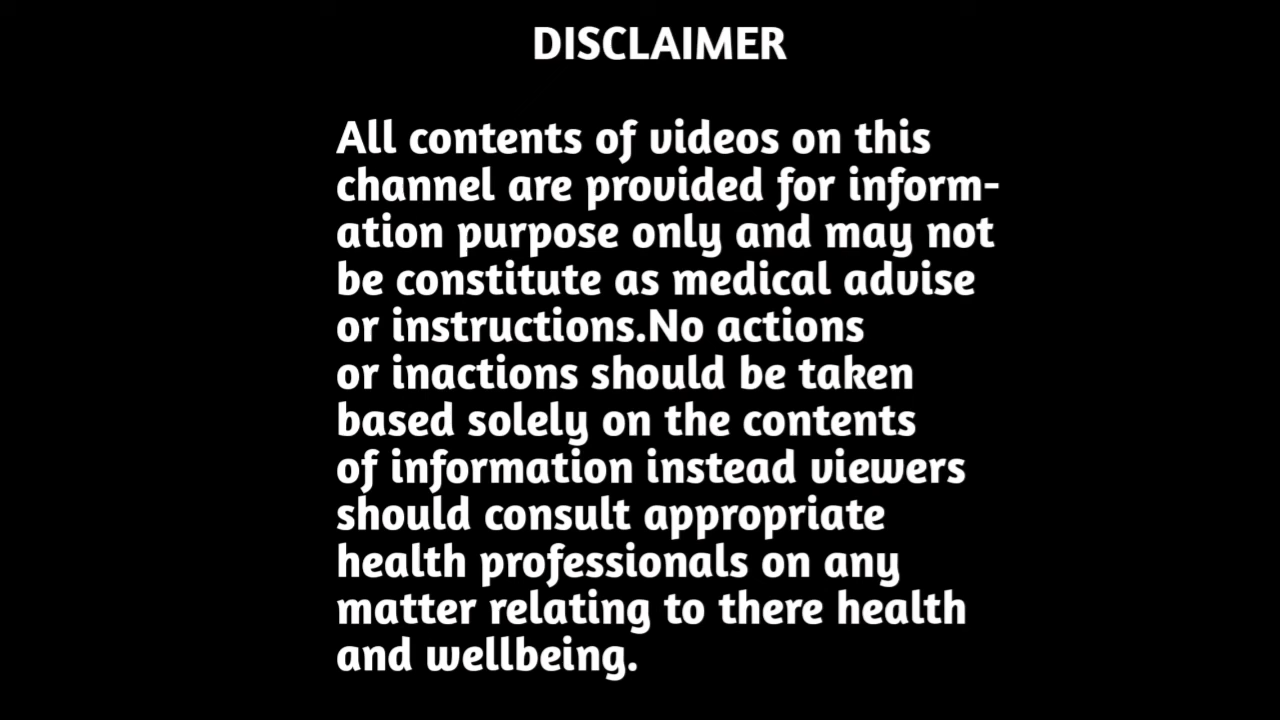 DISCLAIMER
All contents of videos on this
channel are provided for inform-
ation purpose only and may not
be constitute as medical advise
or instructions.No actions
or inactions should be taken
based solely on the contents
of information instead viewers
should consult appropriate
health professionals on any
matter relating to there health
and wellbeing.